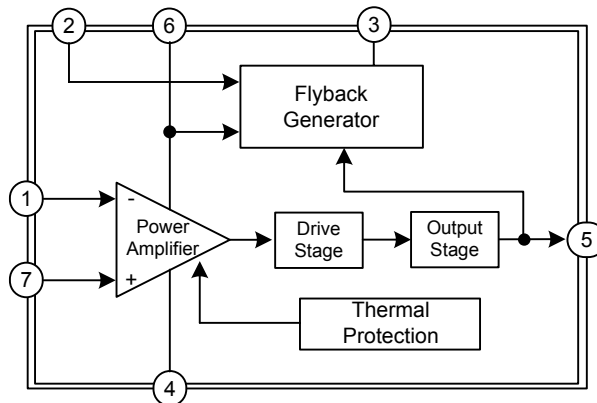 2
6
3
Flyback
Generator
1
-
Power
Amplifier
Drive
Stage
Output
Stage
5
7
+
Thermal
Protection
4